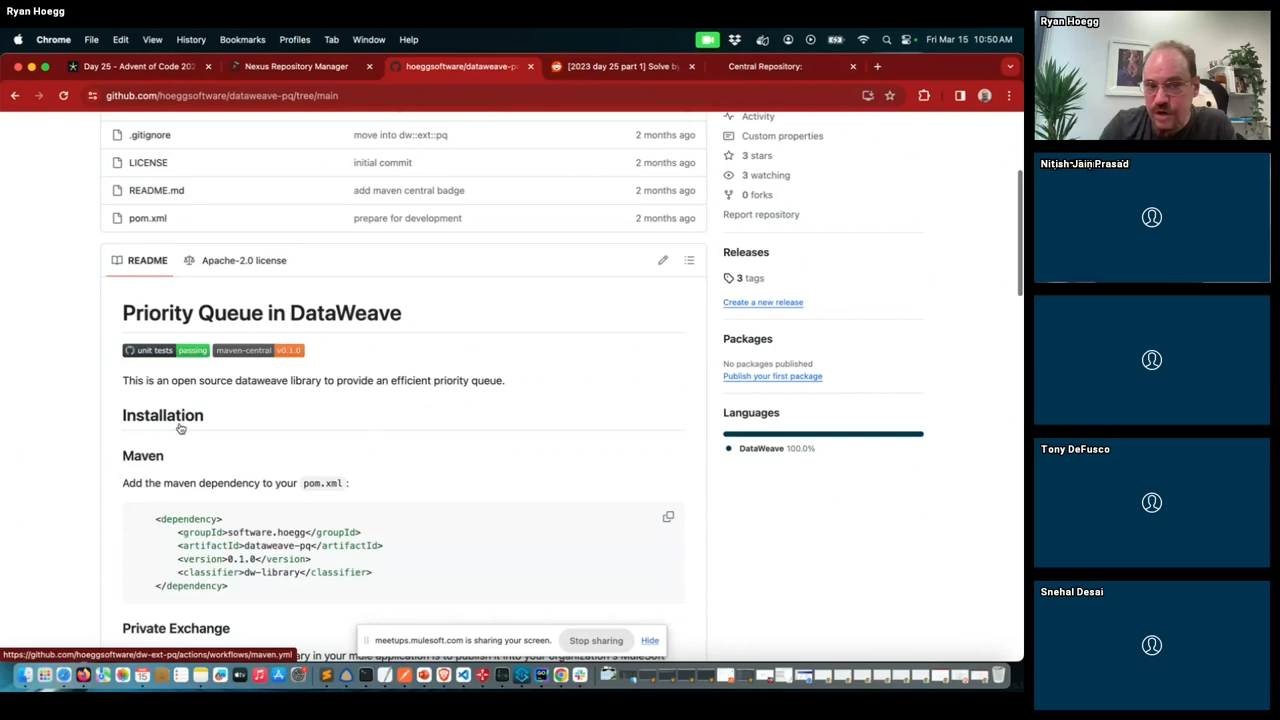 Ryan Hoegg
Chrome File Edit View History Bookmarks Profiles Tab Window Help Fri Mar 15 10:50 AM
Day 25 - Advent of Code 202 Nexus Repository Manager hoeggsoftware/dataweave-pq [2023 day 25 part 1] Solve by Central Repository:
github.com/hoeggsoftware/dataweave-pq/tree/main
.gitignore move into dw::ext::pq 2 months ago
LICENSE initial commit 2 months ago
README.md add maven central badge 2 months ago
pom.xml prepare for development 2 months ago
README Apache-2.0 license
Priority Queue in DataWeave
unit tests passing maven-central v0.1.0
This is an open source dataweave library to provide an efficient priority queue.
Installation
Maven
Add the maven dependency to your pom.xml :
<dependency>
<groupId>software.hoegg</groupId>
<artifactId>dataweave-pq</artifactId>
<version>0.1.0</version>
<classifier>dw-library</classifier>
</dependency>
Private Exchange
meetups.mulesoft.com is sharing your screen. Stop sharing Hide
https://github.com/hoeggsoftware/dw-ext-pq/actions/workflows/maven.yml
Activity
Custom properties
3 stars
3 watching
0 forks
Report repository
Releases
3 tags
Create a new release
Packages
No packages published
Publish your first package
Languages
DataWeave 100.0%
Ryan Hoegg
Nitish Jain Prasad
Tony DeFusco
Snehal Desai